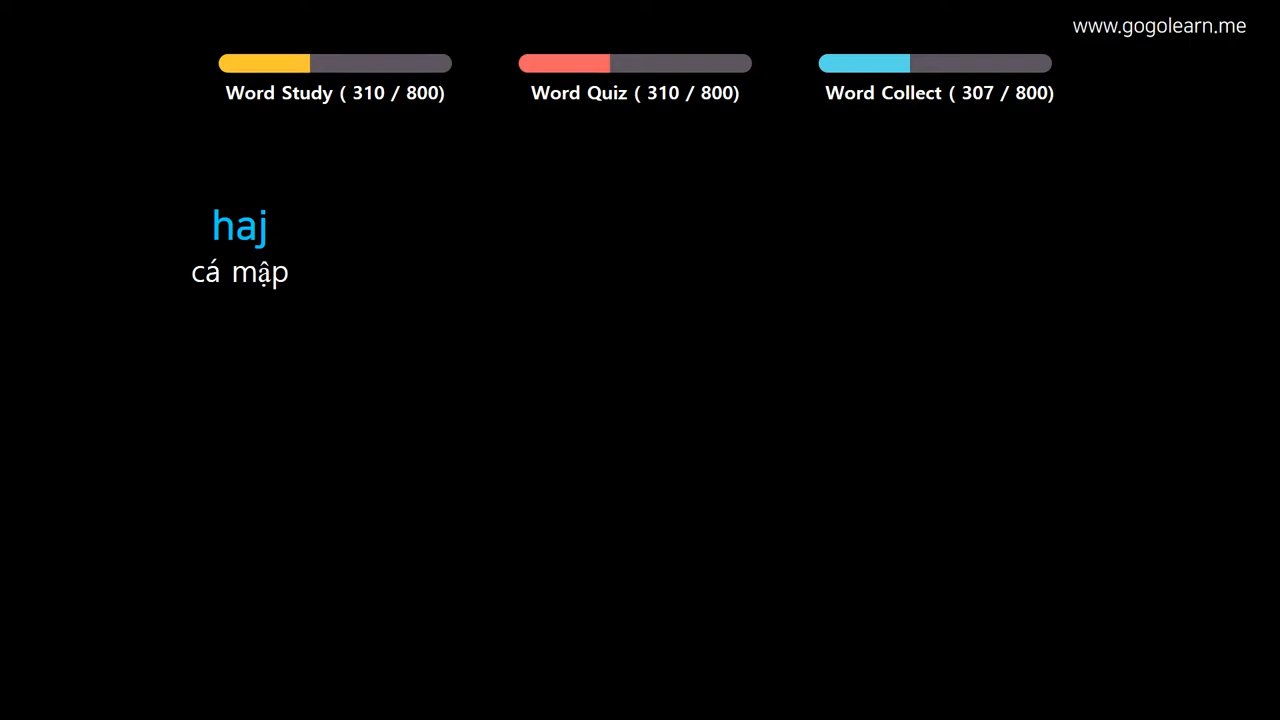 www.gogolearn.me
Word Study ( 310 / 800)
Word Quiz ( 310 / 800)
Word Collect ( 307 / 800)
haj
cá mập